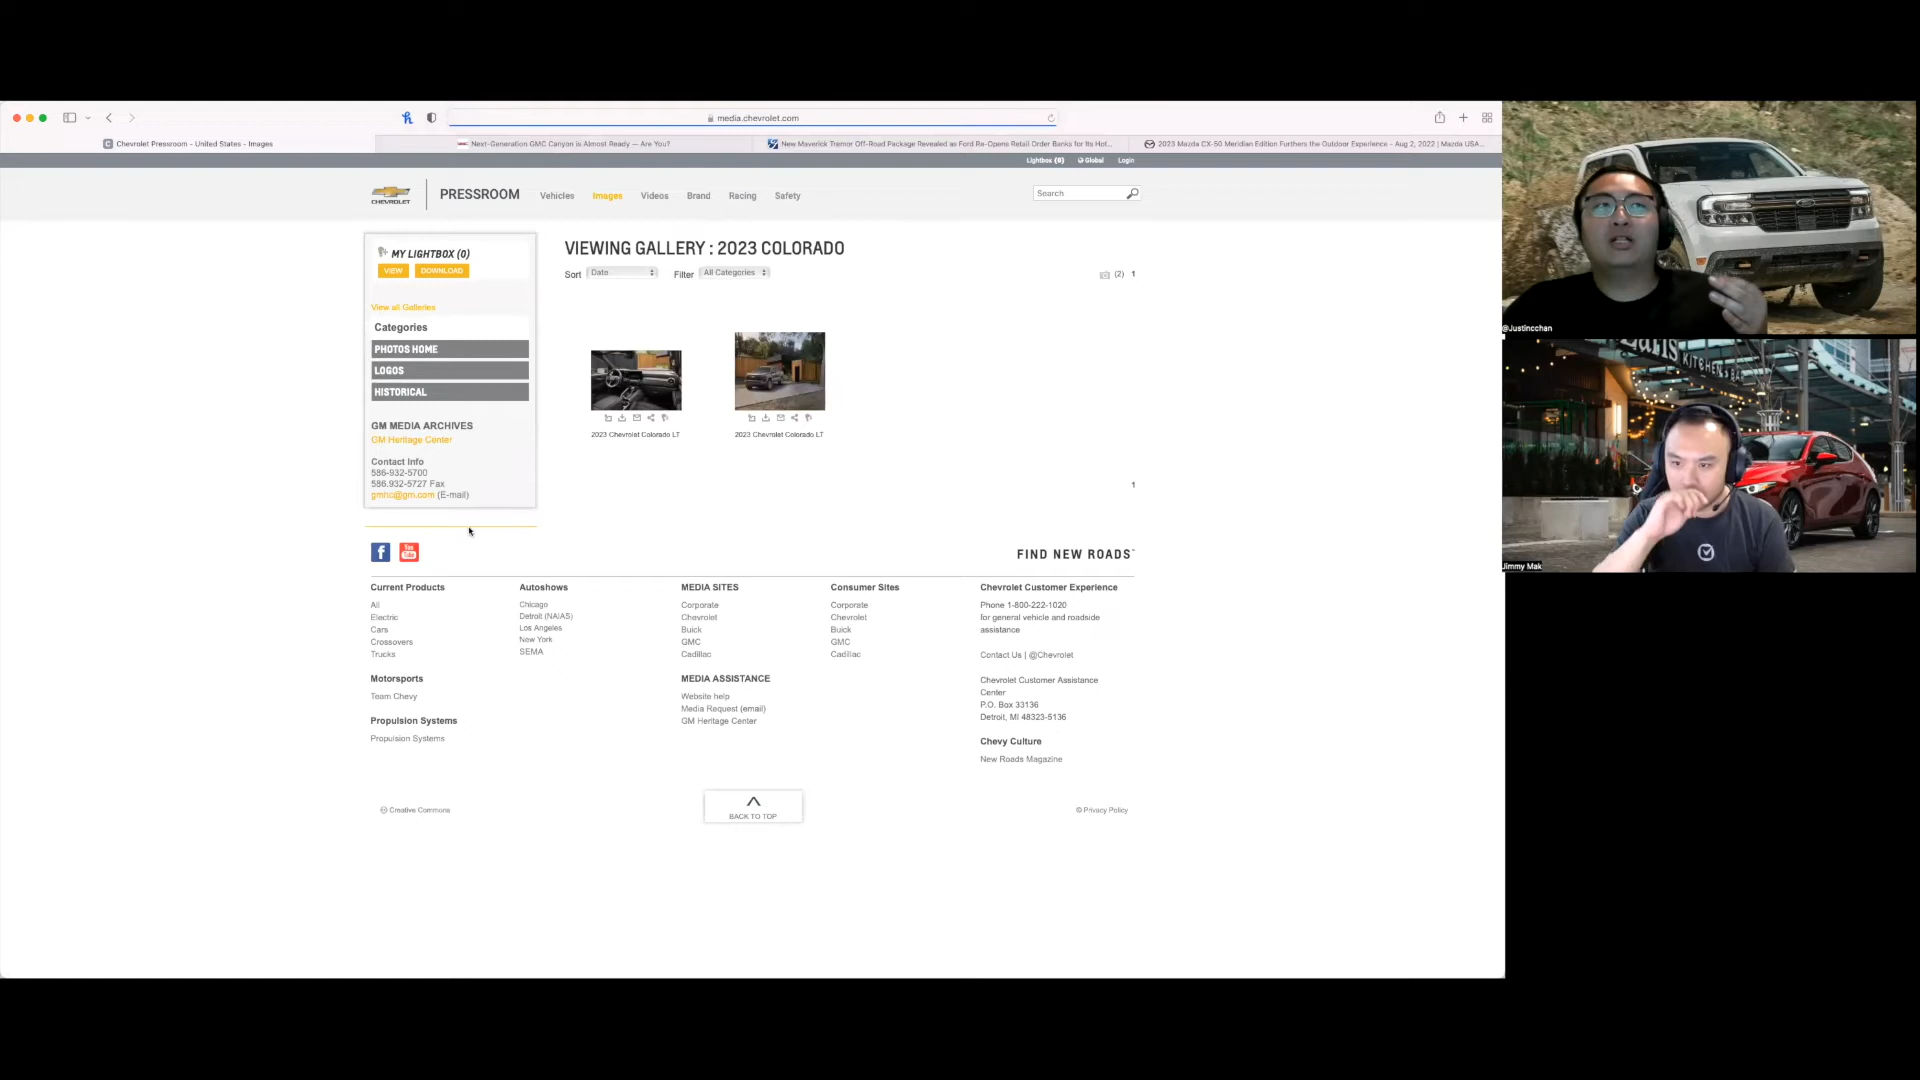 media.chevrolet.com
Chevrolet Pressroom - United States - Images
Next-Generation GMC Canyon is Almost Ready — Are You?
New Maverick Tremor Off-Road Package Revealed as Ford Re-Opens Retail Order Banks for Its Hot...
2023 Mazda CX-50 Meridian Edition Furthers the Outdoor Experience - Aug 2, 2022 | Mazda USA...
Lightbox (0) Global Login
CHEVROLET
PRESSROOM Vehicles Images Videos Brand Racing Safety
Search
MY LIGHTBOX (0)
VIEW DOWNLOAD
View all Galleries
Categories
PHOTOS HOME
LOGOS
HISTORICAL
GM MEDIA ARCHIVES
GM Heritage Center
Contact Info
586-932-5700
586.932-5727 Fax
gmhc@gm.com (E-mail)
VIEWING GALLERY : 2023 COLORADO
Sort Date Filter All Categories
(2) 1
2023 Chevrolet Colorado LT
2023 Chevrolet Colorado LT
1
FIND NEW ROADS
Current Products
All
Electric
Cars
Crossovers
Trucks
Motorsports
Team Chevy
Propulsion Systems
Propulsion Systems
Autoshows
Chicago
Detroit (NAIAS)
Los Angeles
New York
SEMA
MEDIA SITES
Corporate
Chevrolet
Buick
GMC
Cadillac
MEDIA ASSISTANCE
Website help
Media Request (email)
GM Heritage Center
Consumer Sites
Corporate
Chevrolet
Buick
GMC
Cadillac
Chevrolet Customer Experience
Phone 1-800-222-1020
for general vehicle and roadside
assistance
Contact Us | @Chevrolet
Chevrolet Customer Assistance
Center
P.O. Box 33136
Detroit, MI 48323-5136
Chevy Culture
New Roads Magazine
Creative Commons
BACK TO TOP
© Privacy Policy
@Justincchan
KITCHEN & BAR
Jimmy Mak